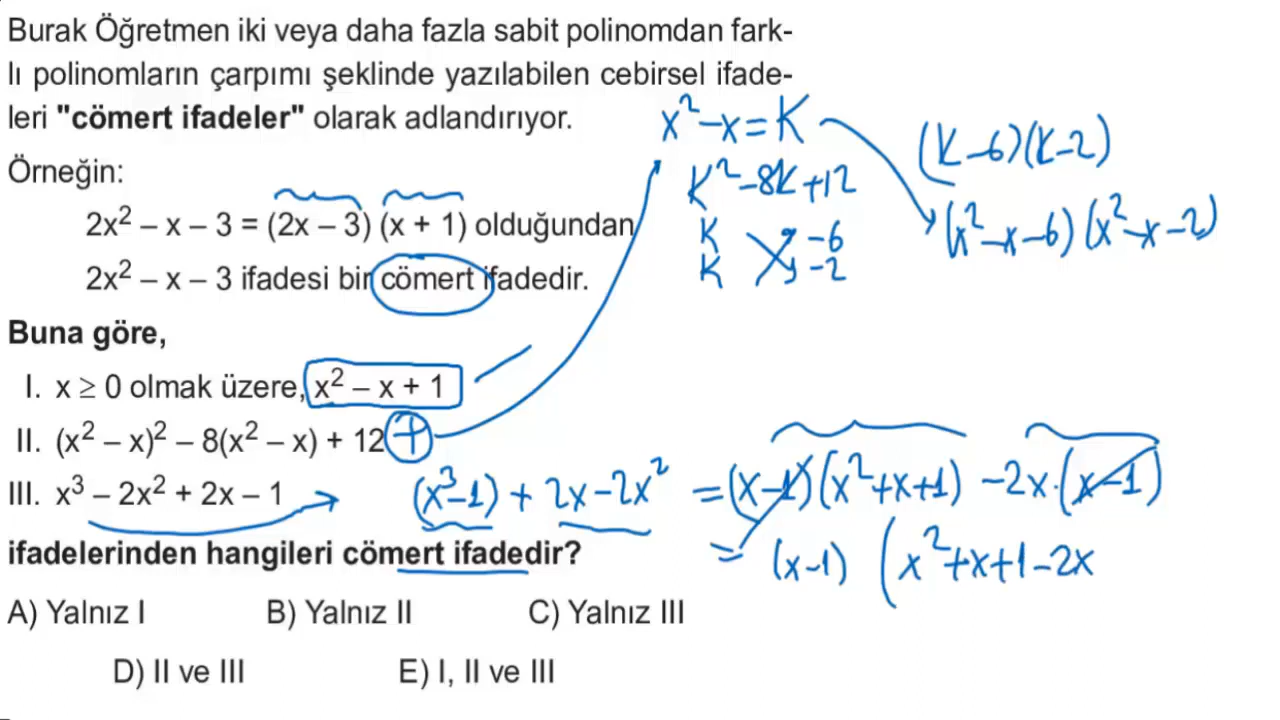 Burak Öğretmen iki veya daha fazla sabit polinomdan fark-
lı polinomların çarpımı şeklinde yazılabilen cebirsel ifade-
leri "cömert ifadeler" olarak adlandırıyor.
Örneğin:
2x² – x – 3 = (2x – 3) (x + 1) olduğundan
2x² – x – 3 ifadesi bir cömert ifadedir.
Buna göre,
I. x ≥ 0 olmak üzere, x² – x + 1
II. (x² – x)² – 8(x² – x) + 12
III. x³ – 2x² + 2x – 1
ifadelerinden hangileri cömert ifadedir?
A) Yalnız I B) Yalnız II C) Yalnız III
D) II ve III E) I, II ve III
x² – x = K
K² – 8K + 12
K – 6
K – 2
(K – 6)(K – 2)
(x² – x – 6)(x² – x – 2)
+
(x³ – 1) + 2x – 2x² = (x – 1)(x² + x + 1) – 2x·(x – 1)
= (x – 1) (x² + x + 1 – 2x